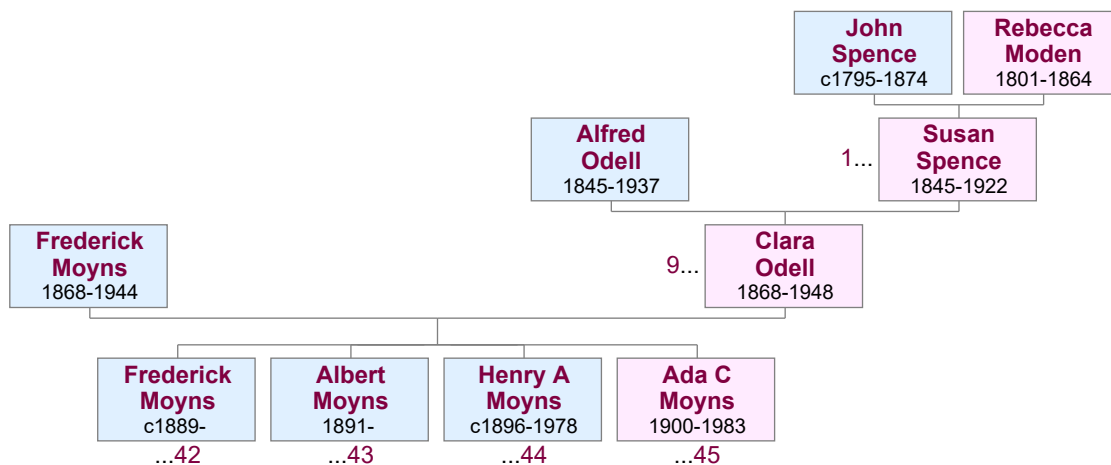 John
Spence
c1795-1874
Rebecca
Moden
1801-1864
Alfred
Odell
1845-1937
1...
Susan
Spence
1845-1922
Frederick
Moyns
1868-1944
9...
Clara
Odell
1868-1948
Frederick
Moyns
c1889-
Albert
Moyns
1891-
Henry A
Moyns
c1896-1978
Ada C
Moyns
1900-1983
...42
...43
...44
...45